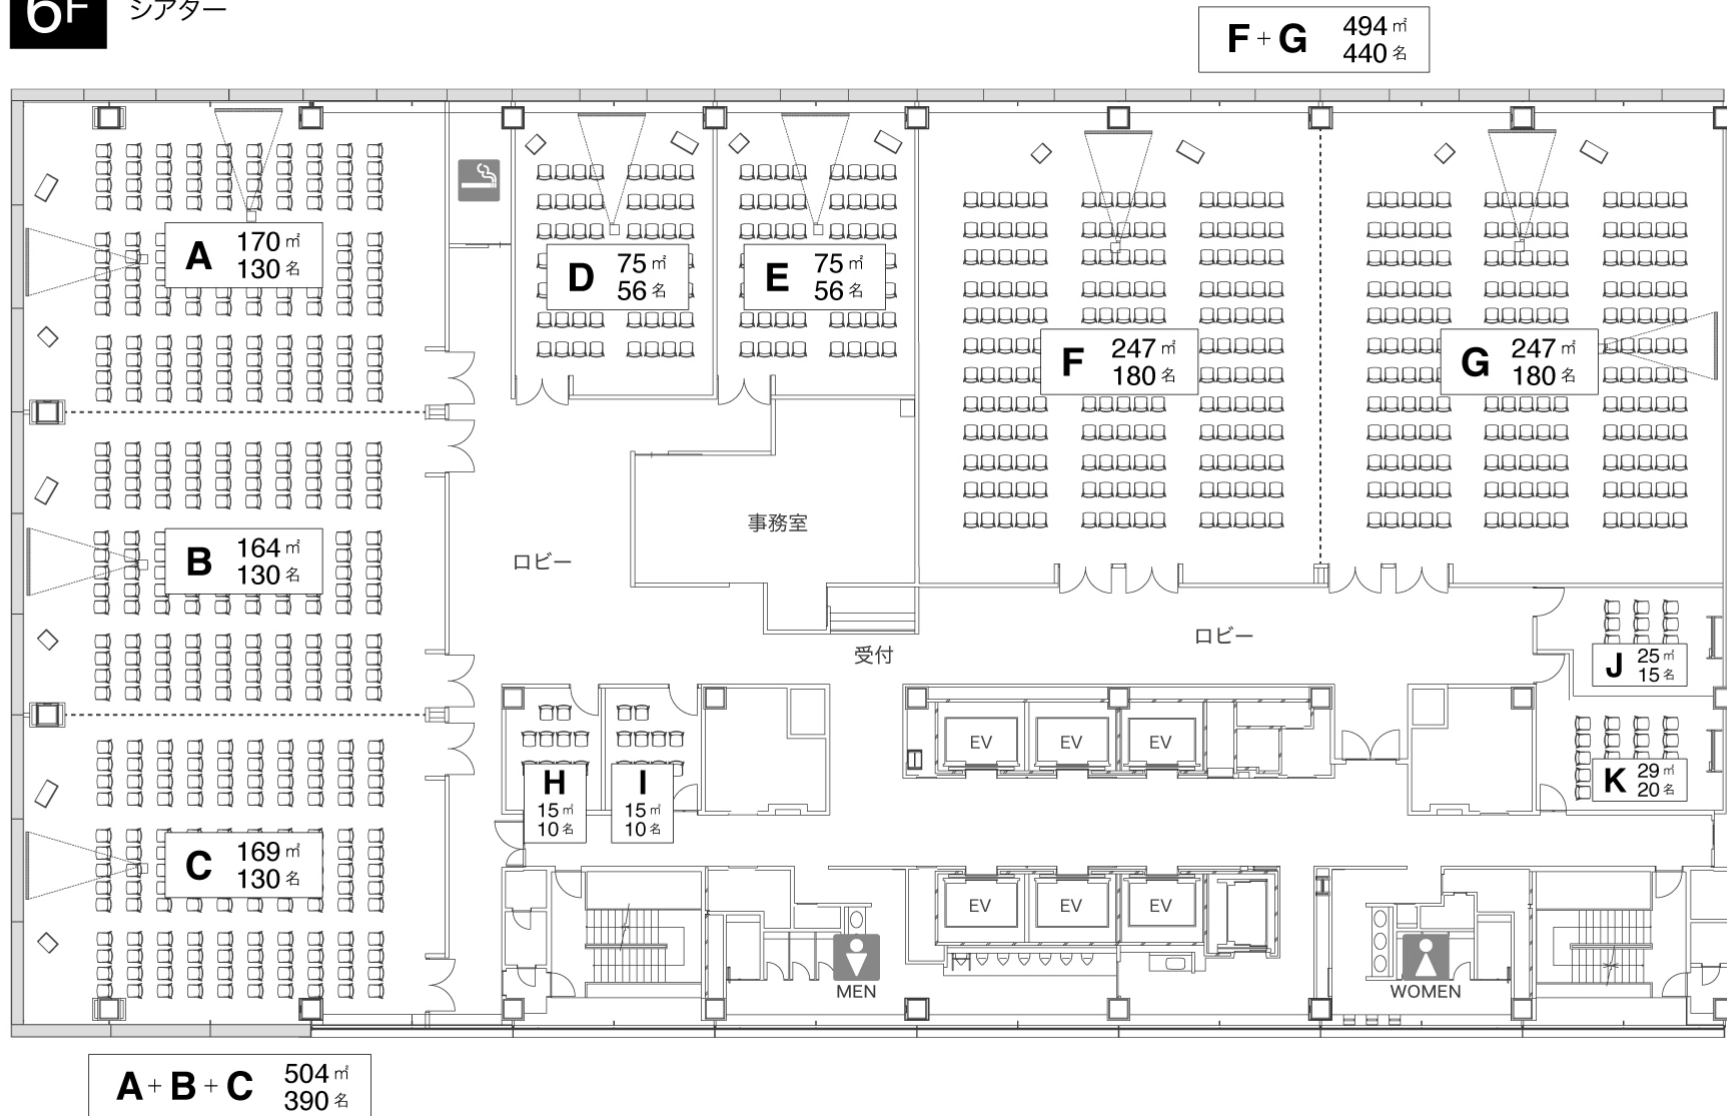 6F シアター
F + G 494㎡
440名
A 170㎡
130名
D 75㎡
56名
E 75㎡
56名
F 247㎡
180名
G 247㎡
180名
B 164㎡
130名
事務室
ロビー
ロビー
受付
J 25㎡
15名
EV
EV
EV
H
15㎡
10名
I
15㎡
10名
K 29㎡
20名
C 169㎡
130名
EV
EV
EV
MEN
WOMEN
A + B + C 504㎡
390名